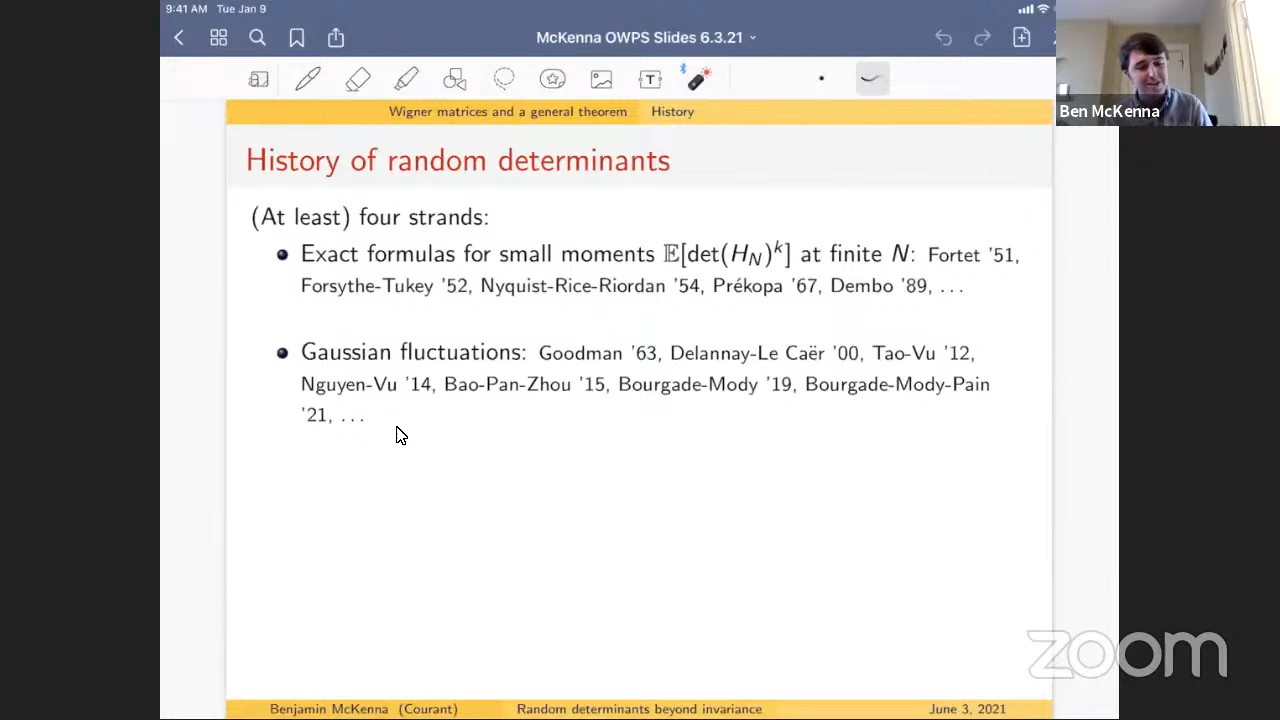 9:41 AM Tue Jan 9
McKenna OWPS Slides 6.3.21
T
Ben McKenna
Wigner matrices and a general theorem History
History of random determinants
(At least) four strands:
Exact formulas for small moments 𝔼[det(H_N)^k] at finite N: Fortet '51,
Forsythe-Tukey '52, Nyquist-Rice-Riordan '54, Prékopa '67, Dembo '89, ...
Gaussian fluctuations: Goodman '63, Delannay-Le Caër '00, Tao-Vu '12,
Nguyen-Vu '14, Bao-Pan-Zhou '15, Bourgade-Mody '19, Bourgade-Mody-Pain
'21, ...
zoom
Benjamin McKenna (Courant) Random determinants beyond invariance June 3, 2021